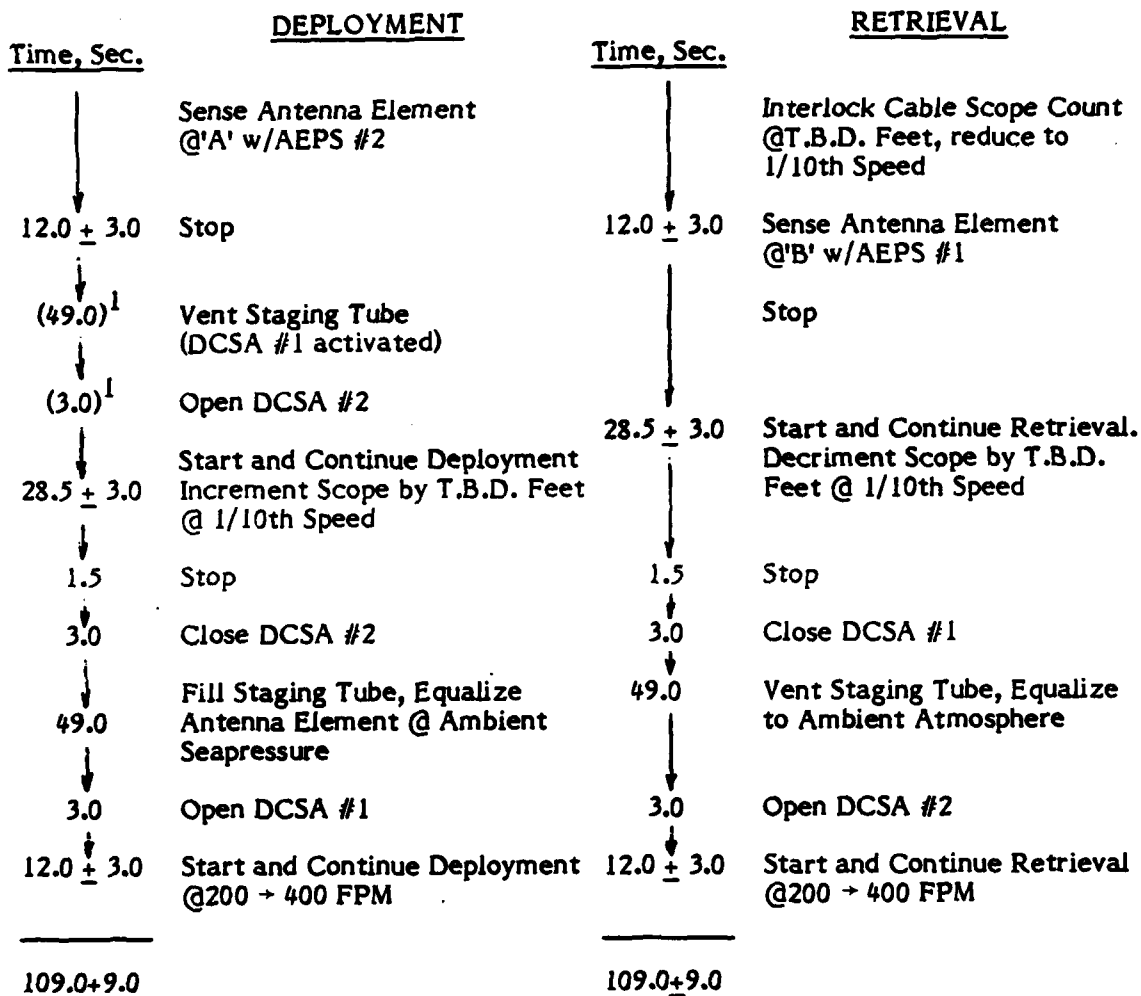 DEPLOYMENT
Time, Sec.
Sense Antenna Element
@'A' w/AEPS #2
12.0 ± 3.0 Stop
(49.0)¹ Vent Staging Tube
(DCSA #1 activated)
(3.0)¹ Open DCSA #2
Start and Continue Deployment
28.5 ± 3.0 Increment Scope by T.B.D. Feet
@ 1/10th Speed
1.5 Stop
3.0 Close DCSA #2
Fill Staging Tube, Equalize
49.0 Antenna Element @ Ambient
Seapressure
3.0 Open DCSA #1
12.0 ± 3.0 Start and Continue Deployment
@200 → 400 FPM
109.0+9.0
RETRIEVAL
Time, Sec.
Interlock Cable Scope Count
@T.B.D. Feet, reduce to
1/10th Speed
12.0 ± 3.0 Sense Antenna Element
@'B' w/AEPS #1
Stop
28.5 ± 3.0 Start and Continue Retrieval.
Decriment Scope by T.B.D.
Feet @ 1/10th Speed
1.5 Stop
3.0 Close DCSA #1
49.0 Vent Staging Tube, Equalize
to Ambient Atmosphere
3.0 Open DCSA #2
12.0 ± 3.0 Start and Continue Retrieval
@200 → 400 FPM
109.0±9.0